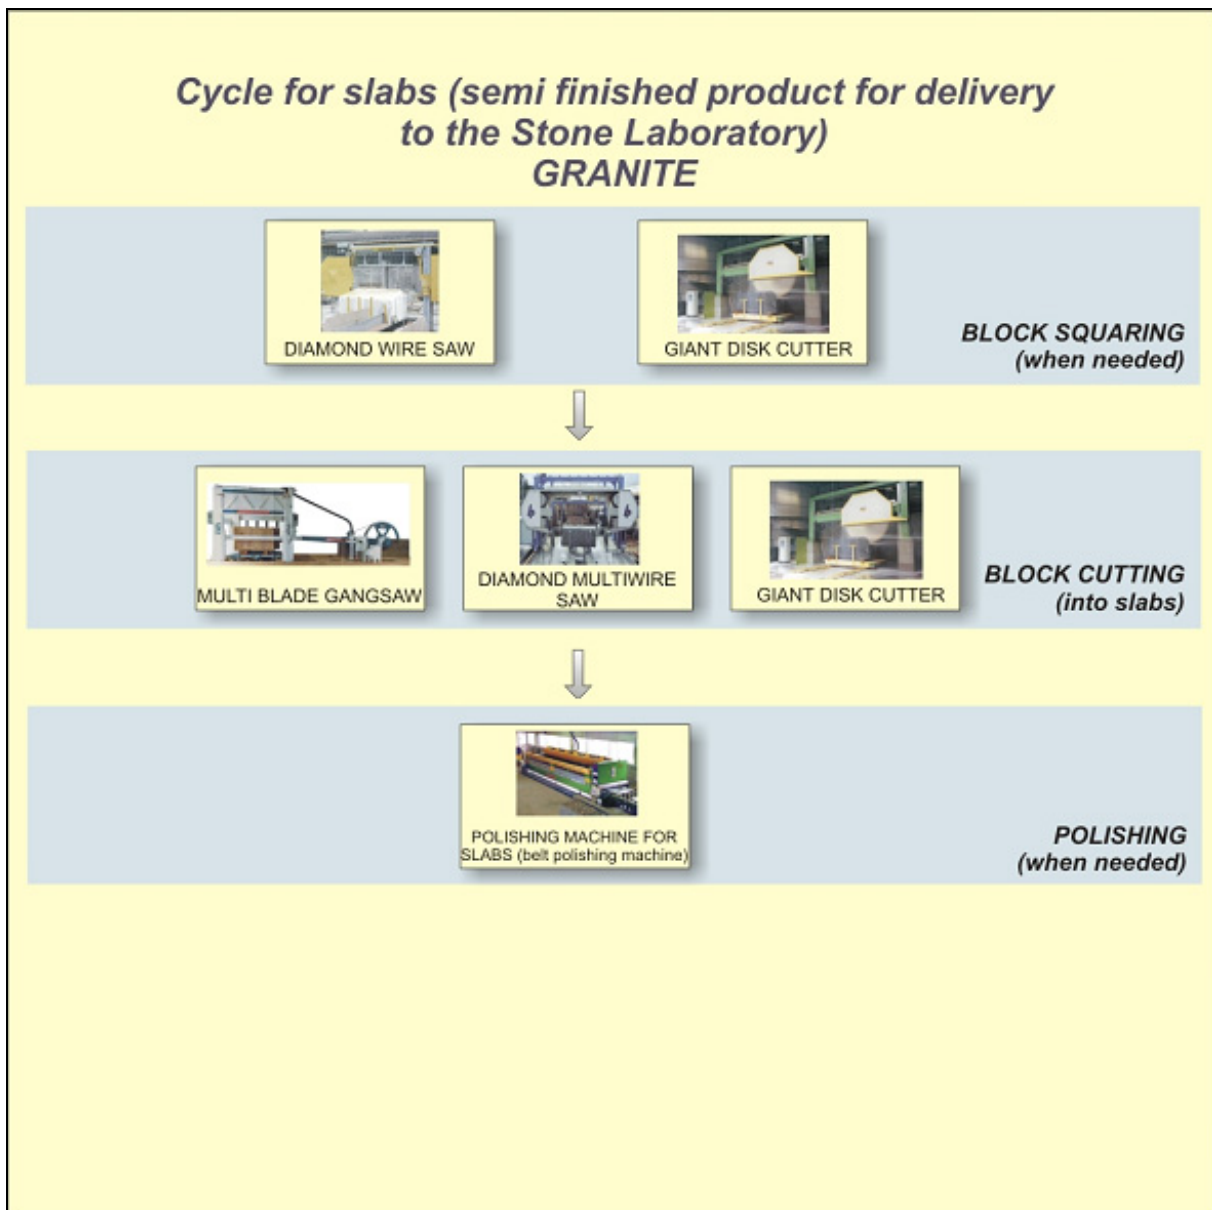 Cycle for slabs (semi finished product for delivery
to the Stone Laboratory)
GRANITE
DIAMOND WIRE SAW
GIANT DISK CUTTER
BLOCK SQUARING
(when needed)
MULTI BLADE GANGSAW
DIAMOND MULTIWIRE
SAW
GIANT DISK CUTTER
BLOCK CUTTING
(into slabs)
POLISHING MACHINE FOR
SLABS (belt polishing machine)
POLISHING
(when needed)